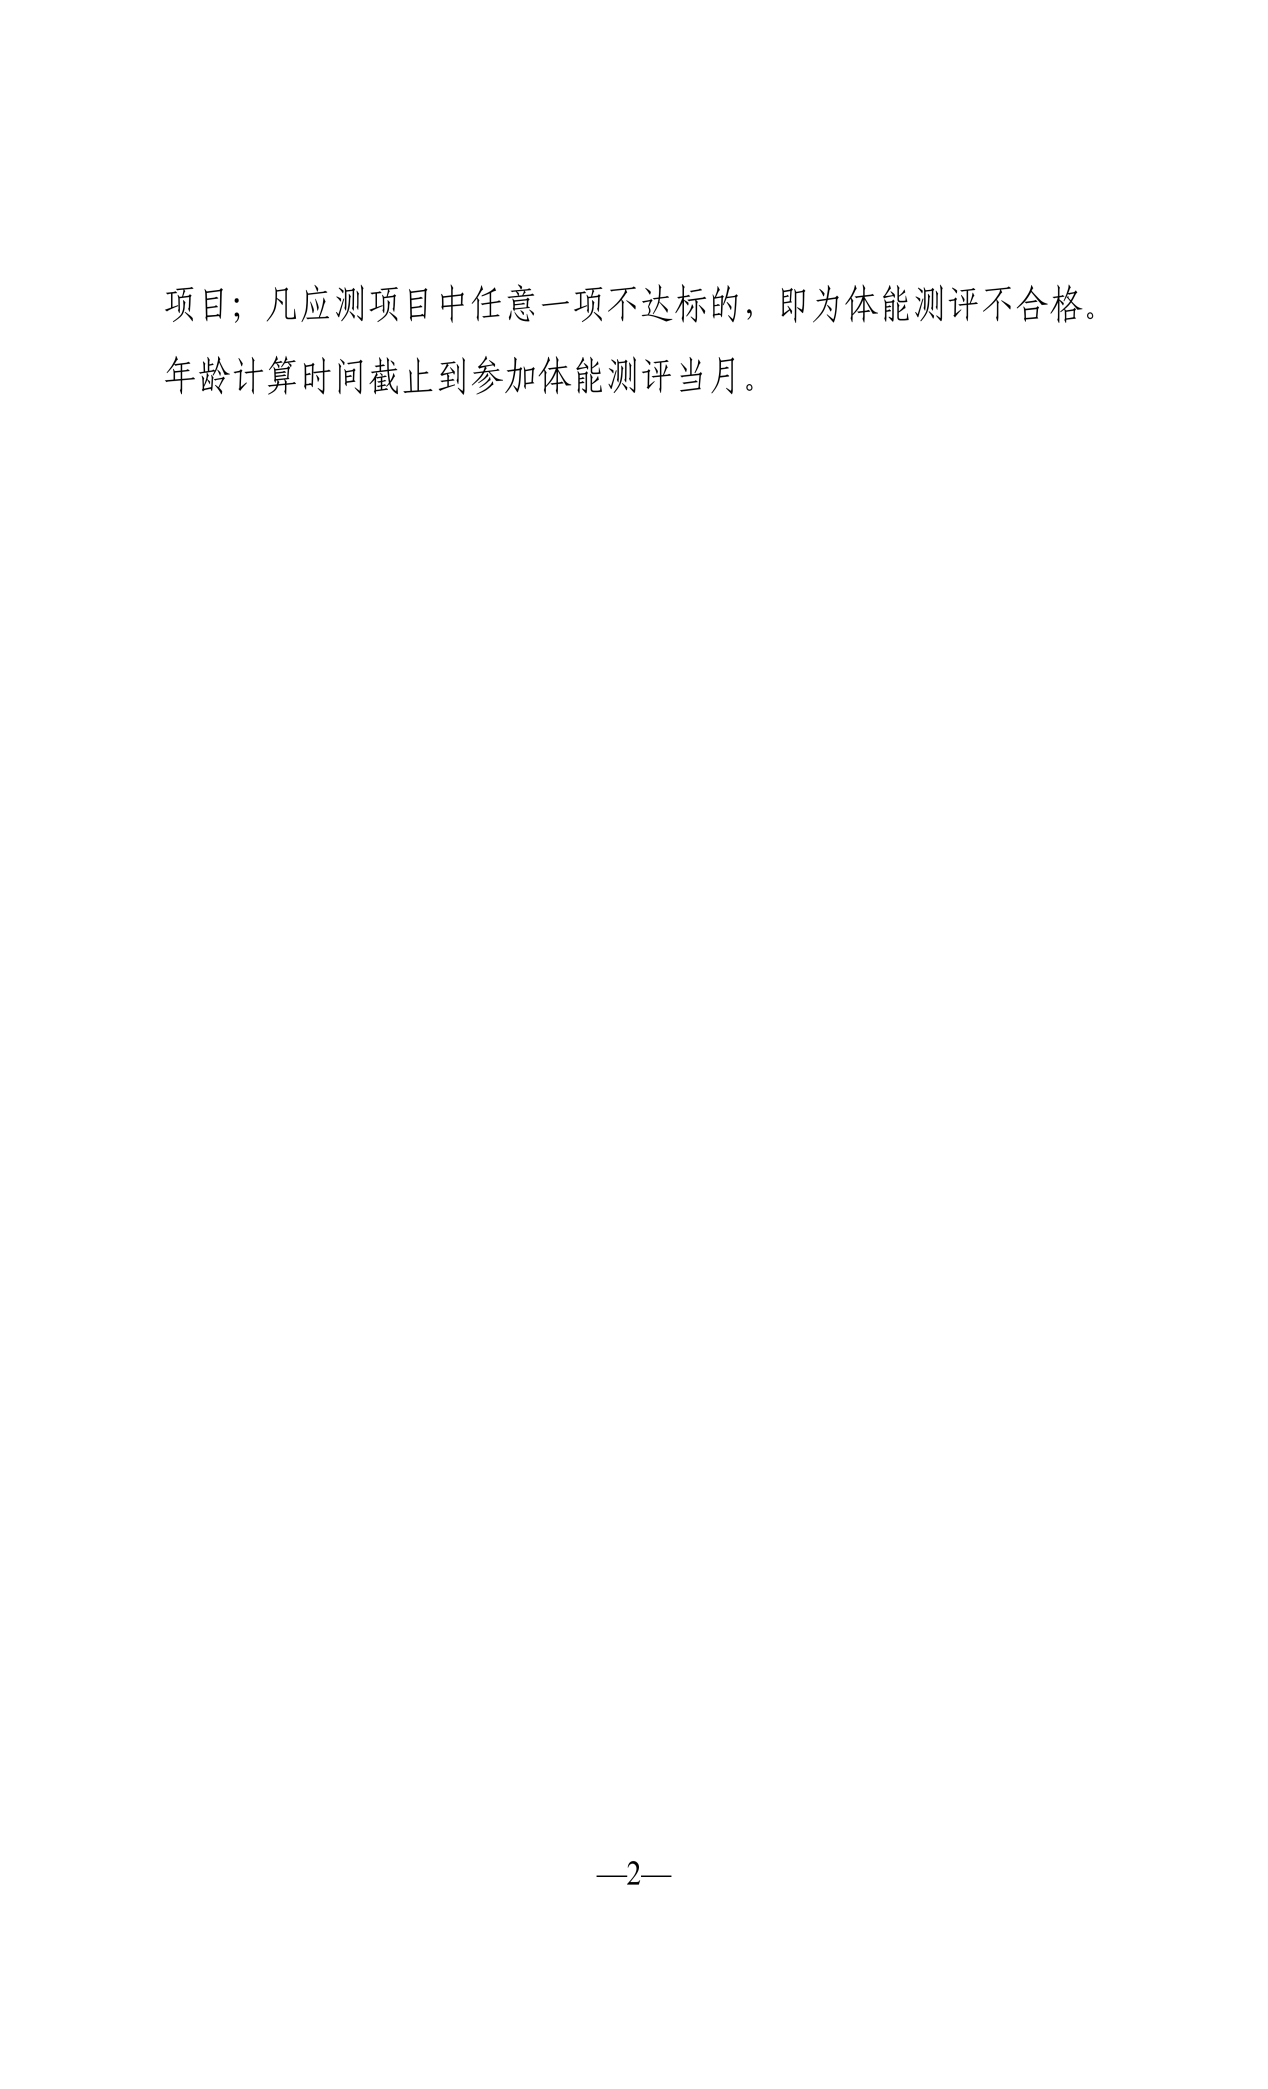 项目；凡应测项目中任意一项不达标的，即为体能测评不合格。
年龄计算时间截止到参加体能测评当月。
—2—